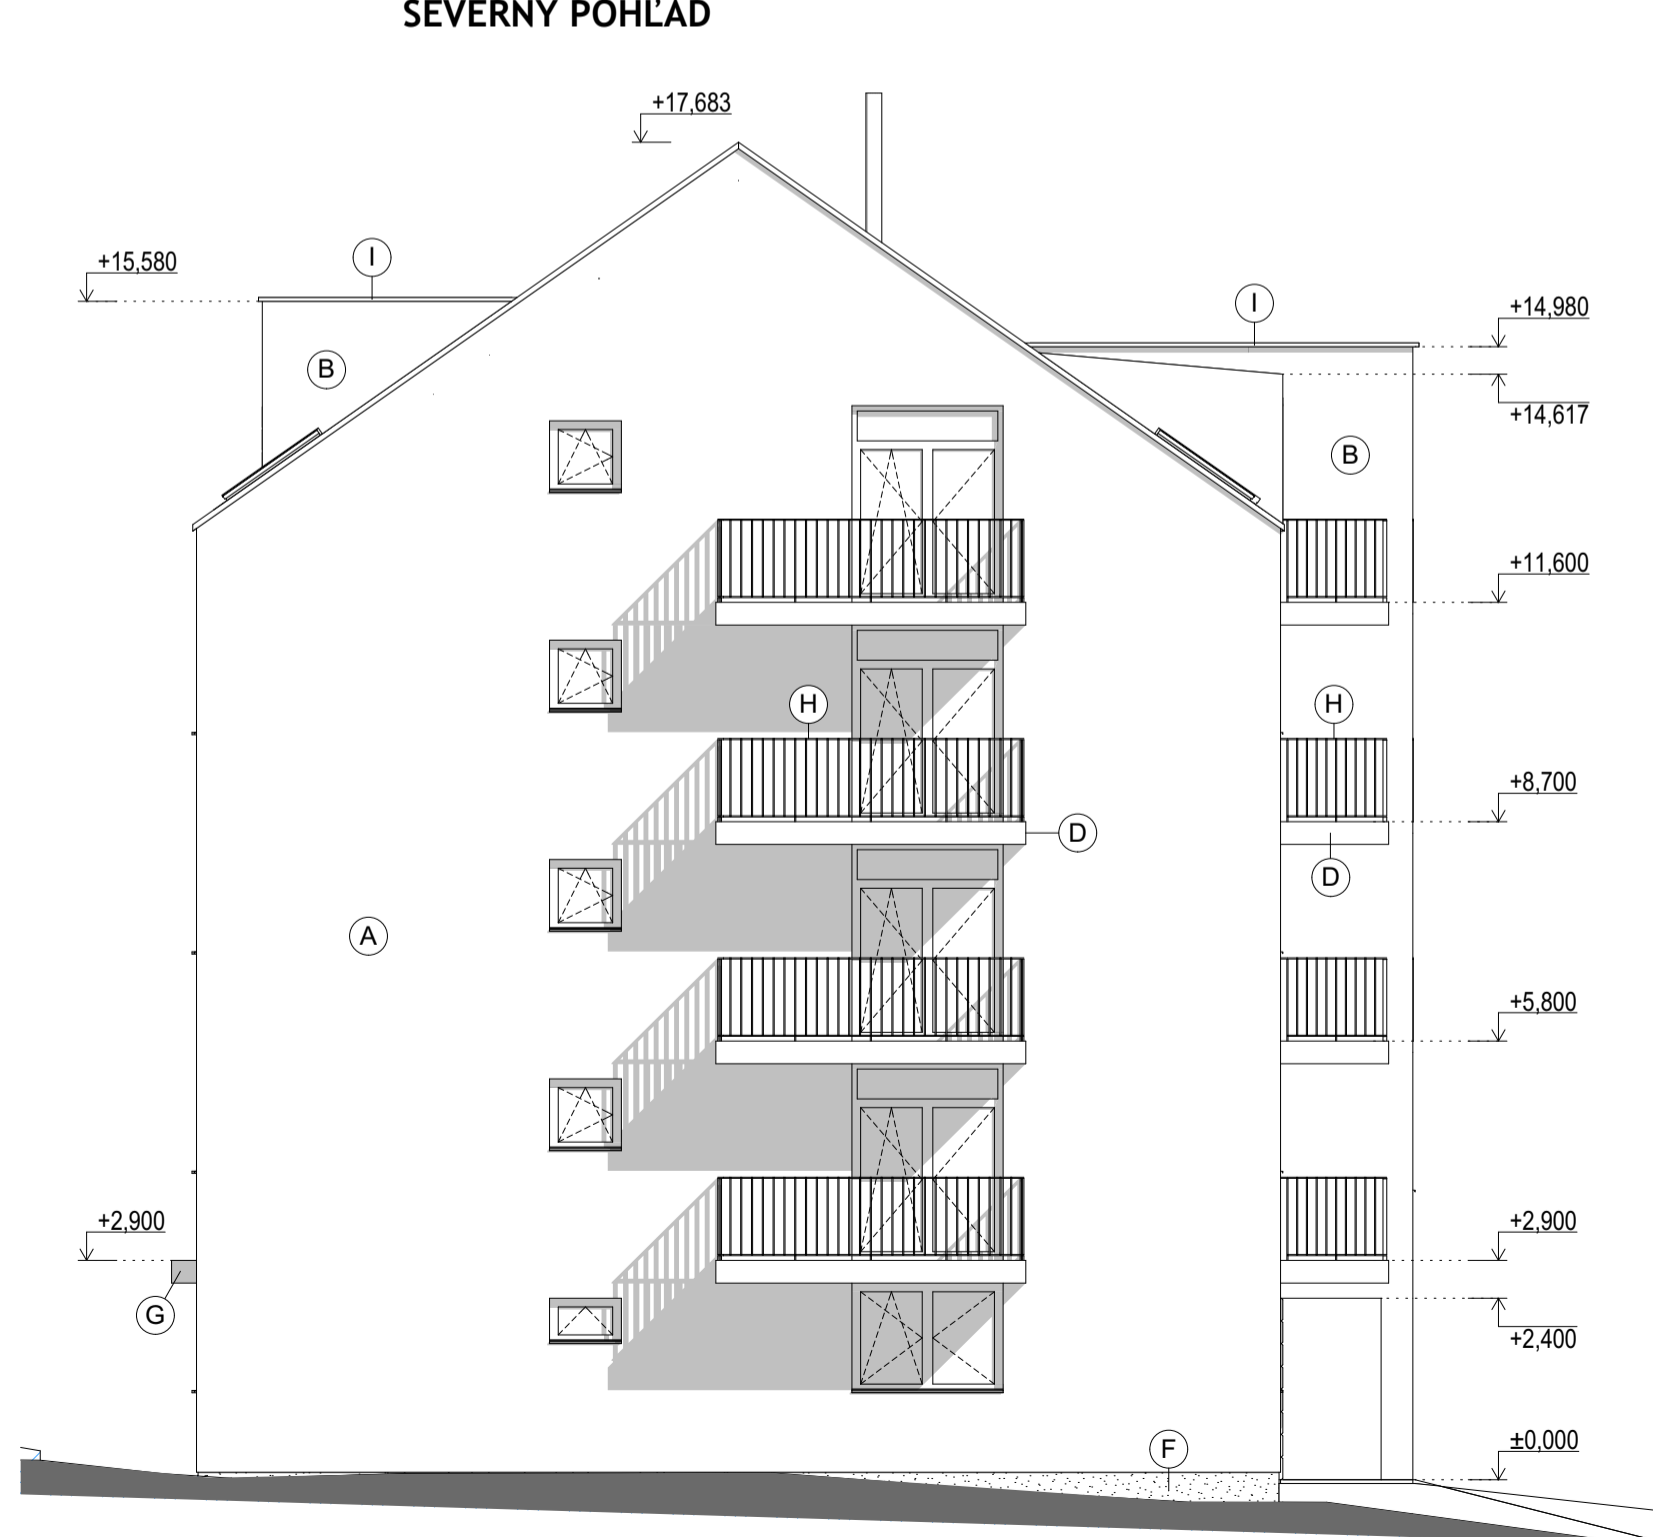 SEVERNÝ POHĽAD
+17,683
+15,580
I
I
+14,980
B
+14,617
B
+11,600
H
H
+8,700
D
D
A
+5,800
+2,900
+2,900
G
+2,400
F
±0,000